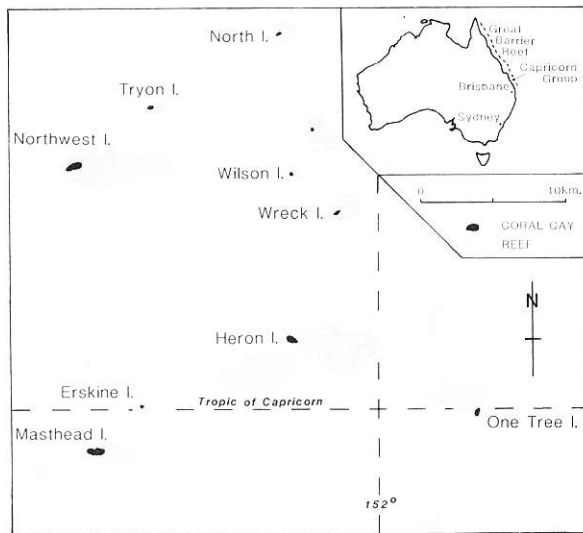 North I.
Great
Barrier
Reef
Capricorn
Group
Brisbane
Sydney
Tryon I.
Northwest I.
Wilson I.
0 10km.
Wreck I.
CORAL CAY
REEF
N
Heron I.
Erskine I.
Tropic of Capricorn
One Tree I.
Masthead I.
152°